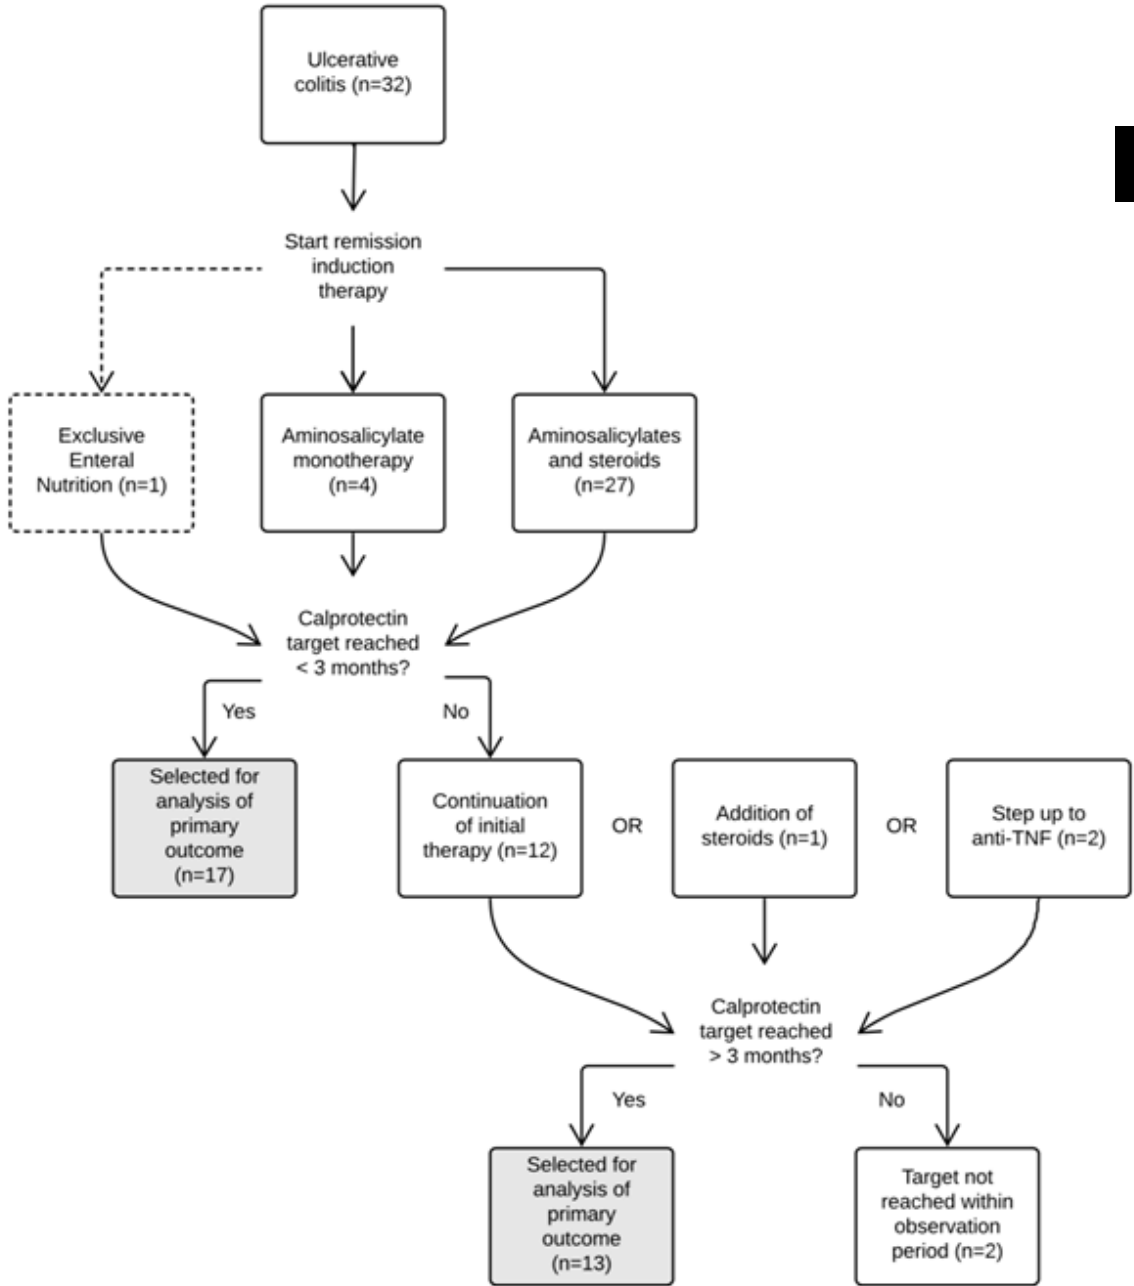 Ulcerative
colitis (n=32)
Start remission
induction
therapy
Exclusive
Enteral
Nutrition (n=1)
Aminosalicylate
monotherapy
(n=4)
Aminosalicylates
and steroids
(n=27)
Calprotectin
target reached
< 3 months?
Yes
No
Selected for
analysis of
primary
outcome
(n=17)
Continuation
of initial
therapy (n=12)
OR
Addition of
steroids (n=1)
OR
Step up to
anti-TNF (n=2)
Calprotectin
target reached
> 3 months?
Yes
No
Selected for
analysis of
primary
outcome
(n=13)
Target not
reached within
observation
period (n=2)